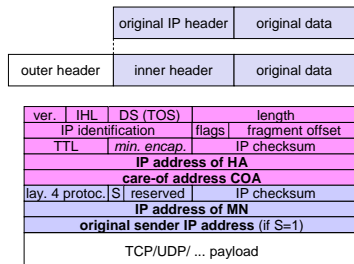 original IP header original data
outer header inner header original data
ver. IHL DS (TOS) length
IP identification flags fragment offset
TTL min. encap. IP checksum
IP address of HA
care-of address COA
lay. 4 protoc. S reserved IP checksum
IP address of MN
original sender IP address (if S=1)
TCP/UDP/ ... payload